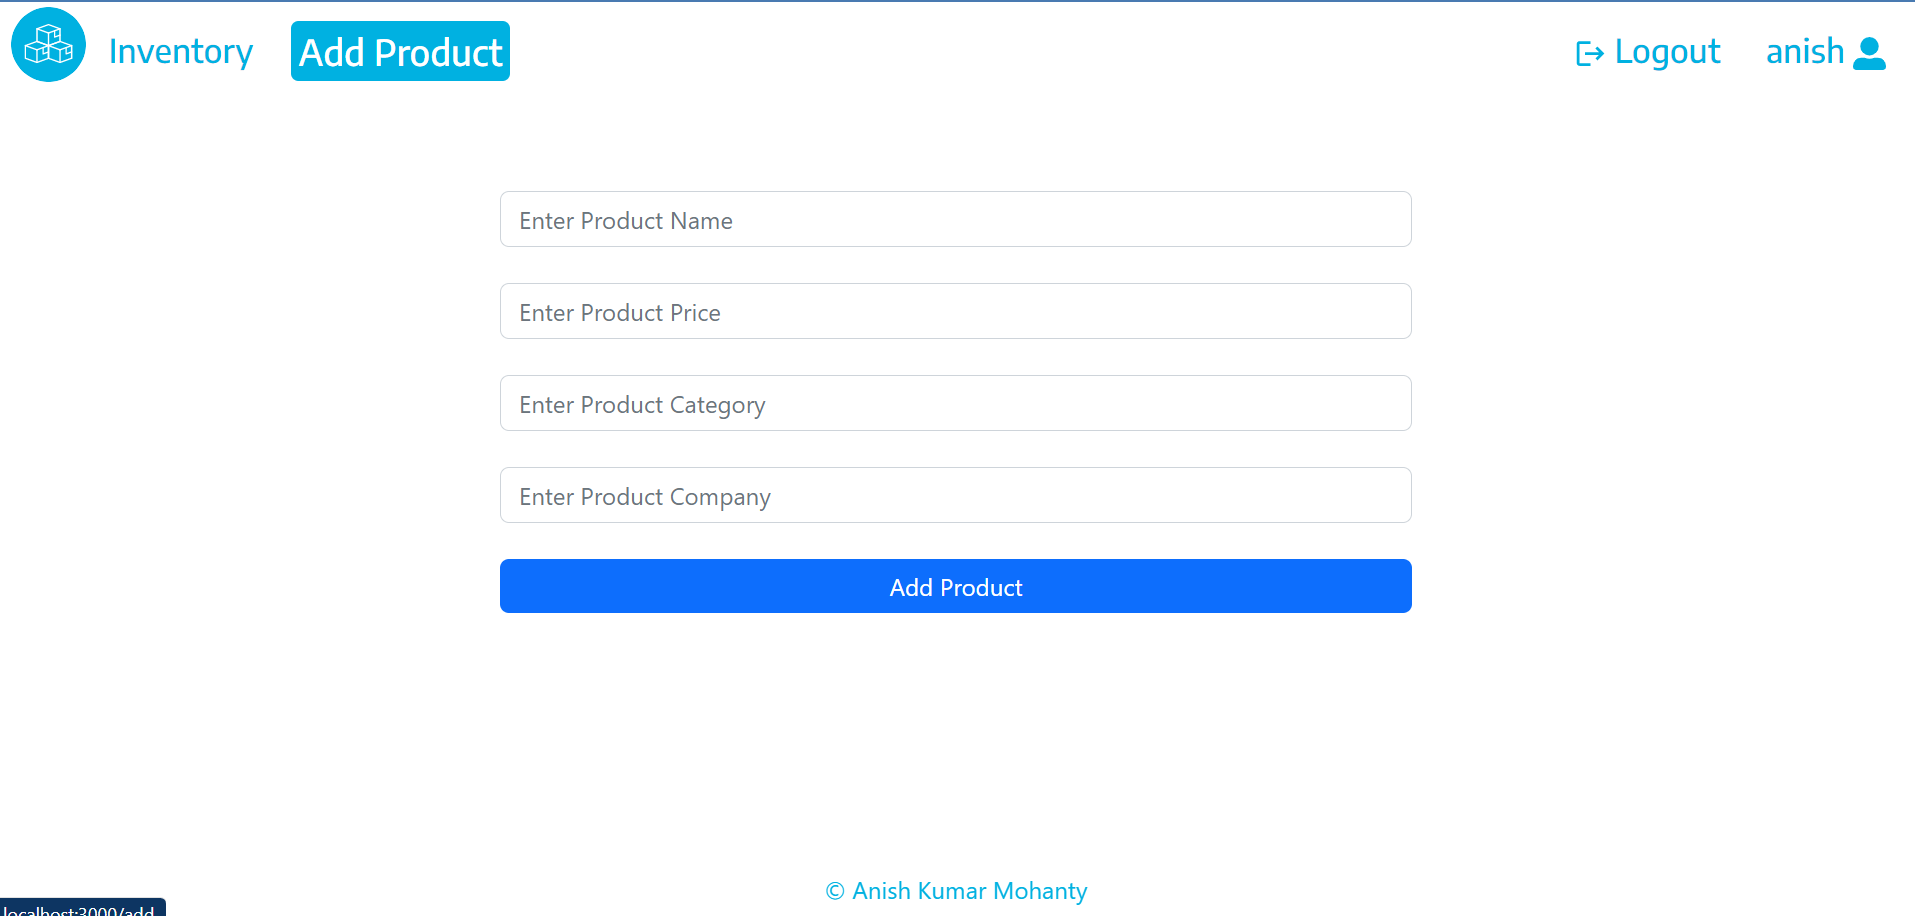 Inventory Add Product Logout anish
Enter Product Name
Enter Product Price
Enter Product Category
Enter Product Company
Add Product
© Anish Kumar Mohanty
localhost:3000/add